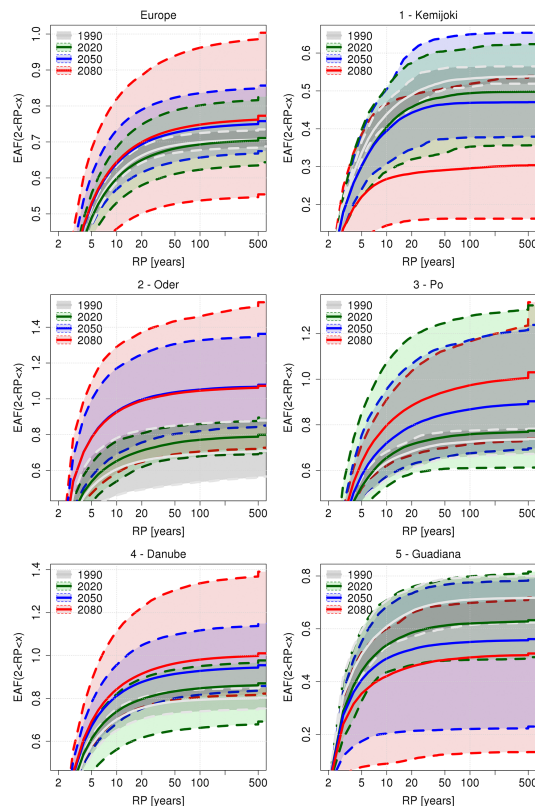 Europe
1990
2020
2050
2080
EAF(2<RP<x)
0.5 0.6 0.7 0.8 0.9 1.0
2 5 10 20 50 100 500
RP [years]
1 - Kemijoki
1990
2020
2050
2080
EAF(2<RP<x)
0.2 0.3 0.4 0.5 0.6
2 5 10 20 50 100 500
RP [years]
2 - Oder
1990
2020
2050
2080
EAF(2<RP<x)
0.6 0.8 1.0 1.2 1.4
2 5 10 20 50 100 500
RP [years]
3 - Po
1990
2020
2050
2080
EAF(2<RP<x)
0.6 0.8 1.0 1.2
2 5 10 20 50 100 500
RP [years]
4 - Danube
1990
2020
2050
2080
EAF(2<RP<x)
0.6 0.8 1.0 1.2 1.4
2 5 10 20 50 100 500
RP [years]
5 - Guadiana
1990
2020
2050
2080
EAF(2<RP<x)
0.2 0.4 0.6 0.8
2 5 10 20 50 100 500
RP [years]